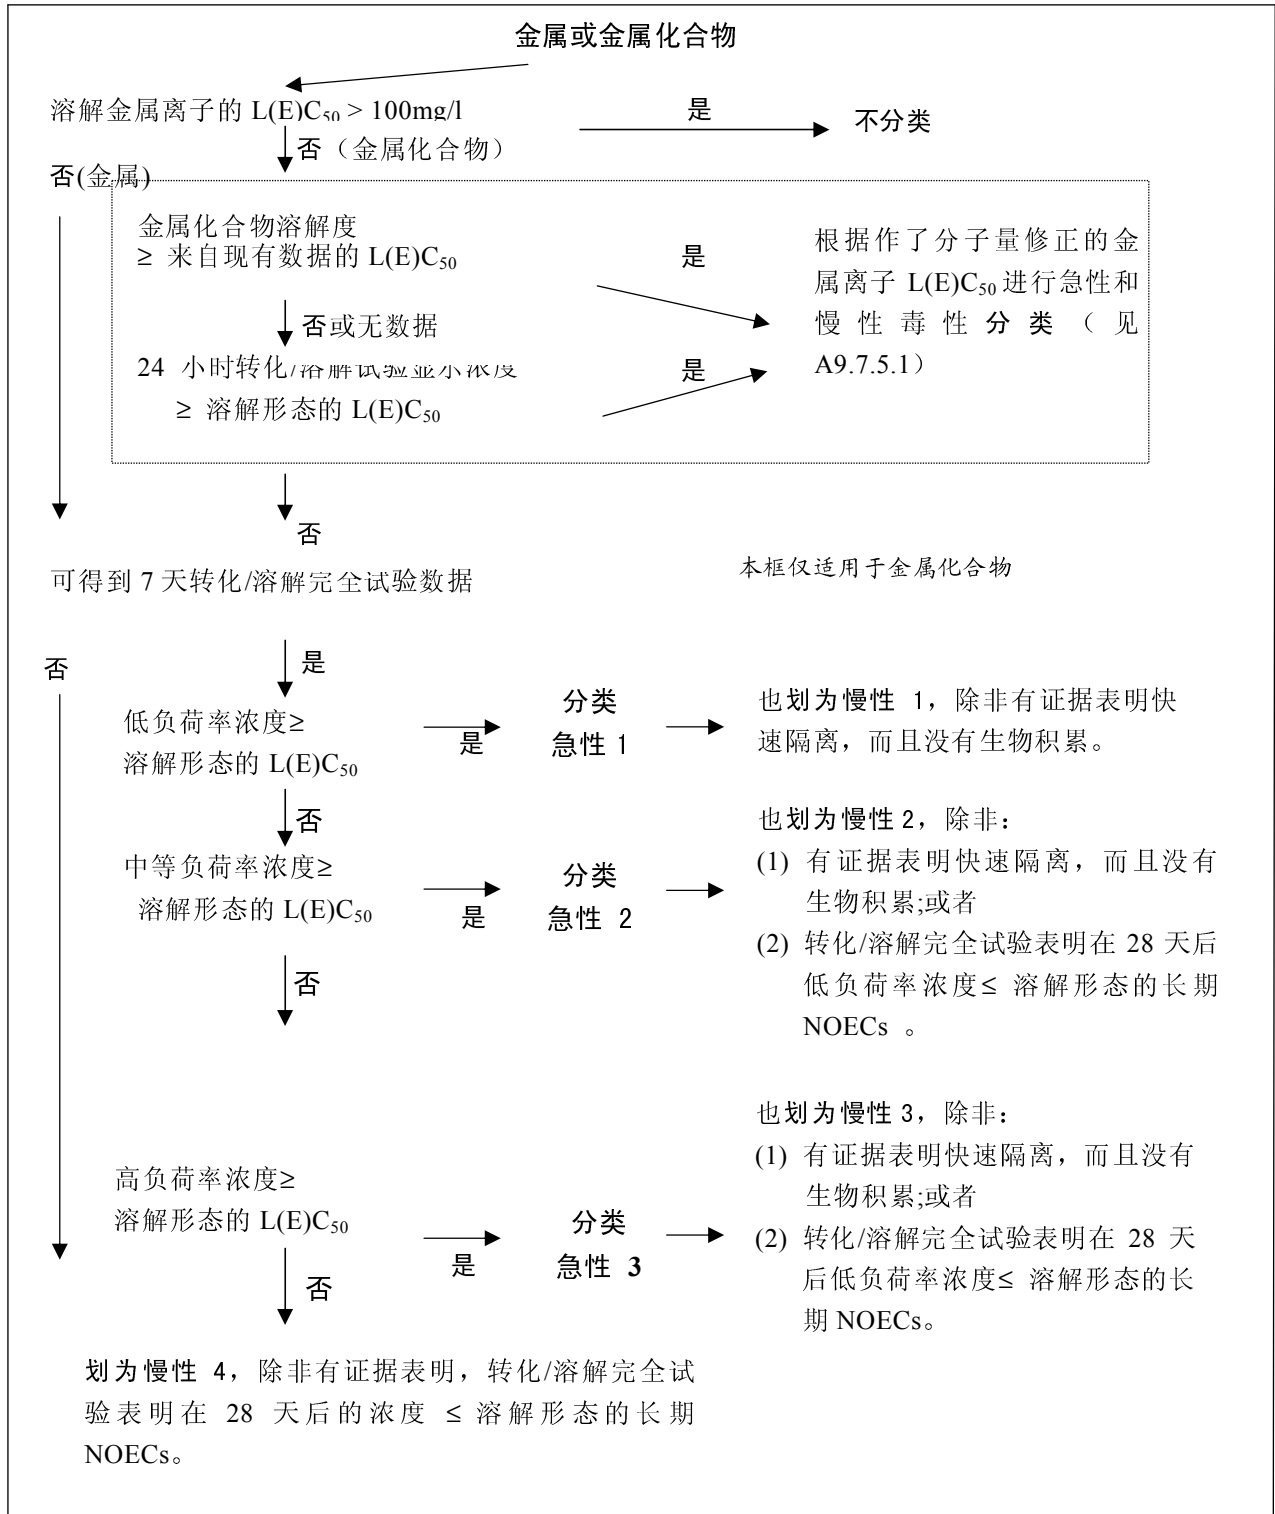 金属或金属化合物
溶解金属离子的 L(E)C₅₀ > 100mg/l
是
不分类
否（金属化合物）
否(金属)
金属化合物溶解度
≥ 来自现有数据的 L(E)C₅₀
是
根据作了分子量修正的金
属离子 L(E)C₅₀ 进行急性和
慢性毒性分类（见
A9.7.5.1）
否或无数据
24 小时转化/溶解试验显示浓度
≥ 溶解形态的 L(E)C₅₀
是
否
可得到 7 天转化/溶解完全试验数据
本框仅适用于金属化合物
否
是
低负荷率浓度≥
溶解形态的 L(E)C₅₀
是
分类
急性 1
也划为慢性 1，除非有证据表明快
速隔离，而且没有生物积累。
否
中等负荷率浓度≥
溶解形态的 L(E)C₅₀
是
分类
急性 2
也划为慢性 2，除非：
(1) 有证据表明快速隔离，而且没有
生物积累;或者
(2) 转化/溶解完全试验表明在 28 天后
低负荷率浓度≤ 溶解形态的长期
NOECs 。
否
高负荷率浓度≥
溶解形态的 L(E)C₅₀
是
分类
急性 3
也划为慢性 3，除非：
(1) 有证据表明快速隔离，而且没有
生物积累;或者
(2) 转化/溶解完全试验表明在 28 天
后低负荷率浓度≤ 溶解形态的长
期 NOECs。
否
划为慢性 4，除非有证据表明，转化/溶解完全试
验表明在 28 天后的浓度 ≤ 溶解形态的长期
NOECs。